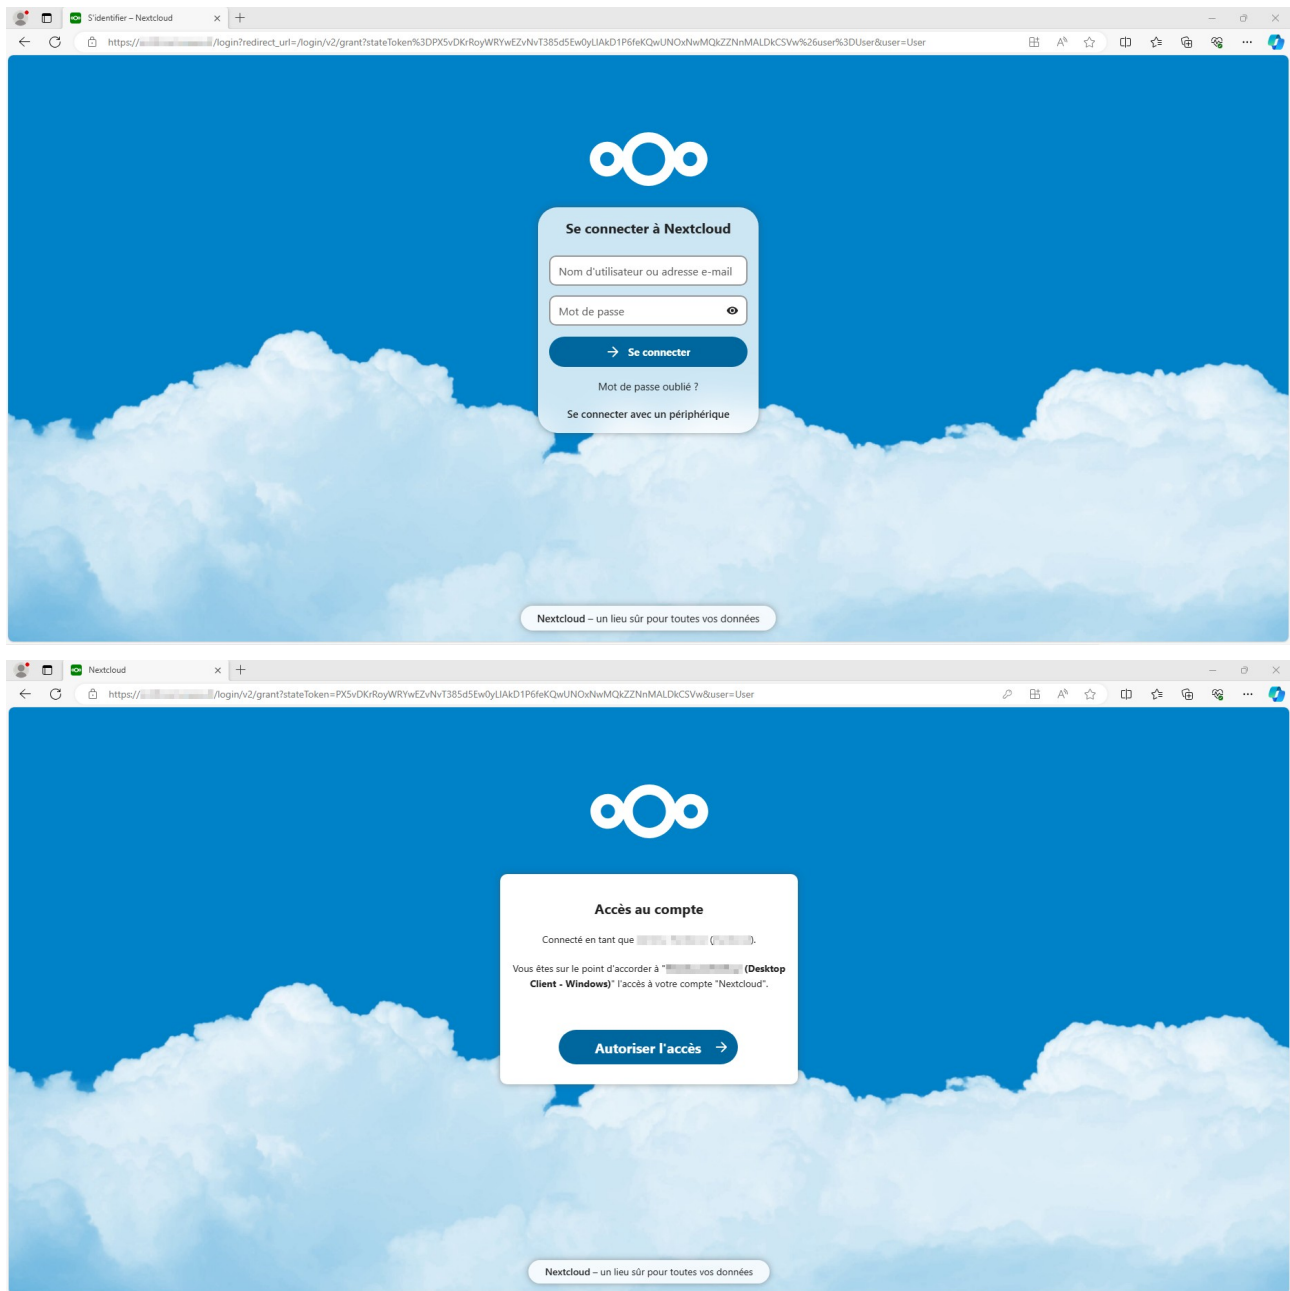 S'identifier – Nextcloud
https:// /login?redirect_url=/login/v2/grant?stateToken%3DPX5vDKrRoyWRYwEZvNvT385d5Ew0yLIAkD1P6feKQwUNOxNwMQkZZNnMALDkCSVw%26user%3DUser&user=User
Se connecter à Nextcloud
Nom d'utilisateur ou adresse e-mail
Mot de passe
→ Se connecter
Mot de passe oublié ?
Se connecter avec un périphérique
Nextcloud – un lieu sûr pour toutes vos données
Nextcloud
https:// /login/v2/grant?stateToken=PX5vDKrRoyWRYwEZvNvT385d5Ew0yLIAkD1P6feKQwUNOxNwMQkZZNnMALDkCSVw&user=User
Accès au compte
Connecté en tant que ( ).
Vous êtes sur le point d'accorder à " (Desktop
Client - Windows)" l'accès à votre compte "Nextcloud".
Autoriser l'accès →
Nextcloud – un lieu sûr pour toutes vos données